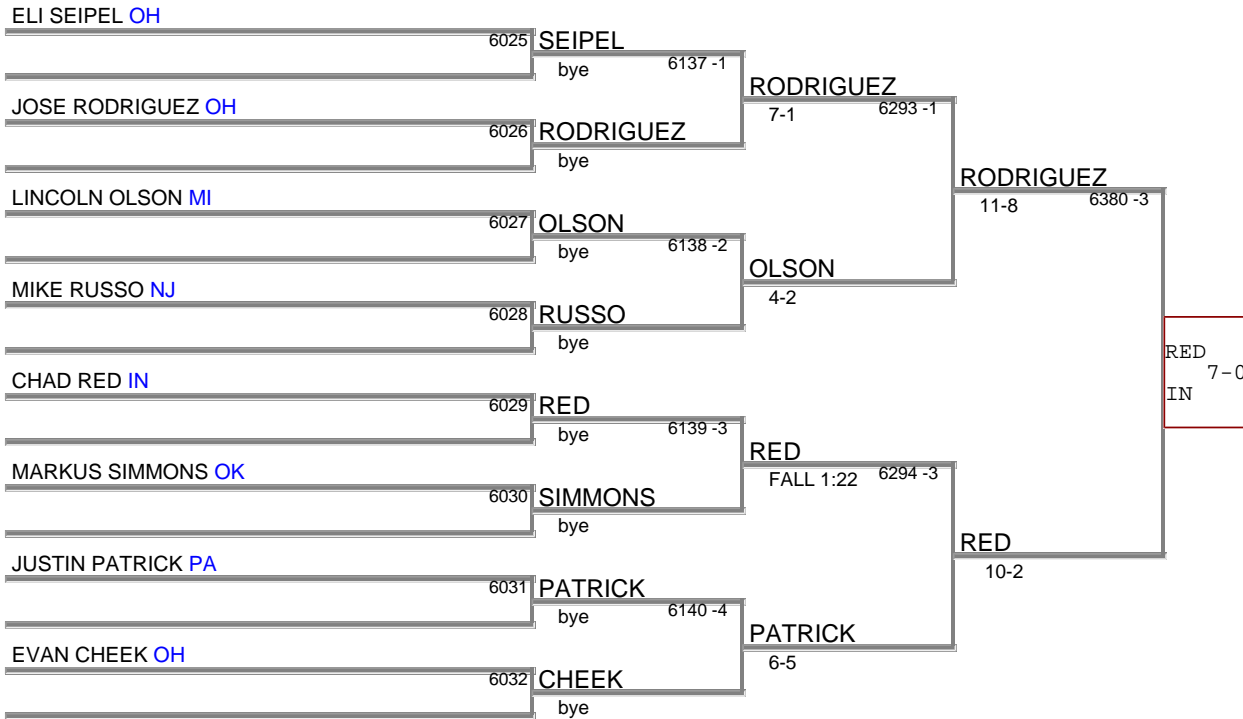 ELI SEIPEL OH
6025 SEIPEL
bye 6137 -1
RODRIGUEZ
7-1 6293 -1
JOSE RODRIGUEZ OH
6026 RODRIGUEZ
bye
RODRIGUEZ
11-8 6380 -3
LINCOLN OLSON MI
6027 OLSON
bye 6138 -2
OLSON
4-2
MIKE RUSSO NJ
6028 RUSSO
bye
RED
7-0
IN
CHAD RED IN
6029 RED
bye 6139 -3
RED
FALL 1:22 6294 -3
MARKUS SIMMONS OK
6030 SIMMONS
bye
RED
10-2
JUSTIN PATRICK PA
6031 PATRICK
bye 6140 -4
PATRICK
6-5
EVAN CHEEK OH
6032 CHEEK
bye